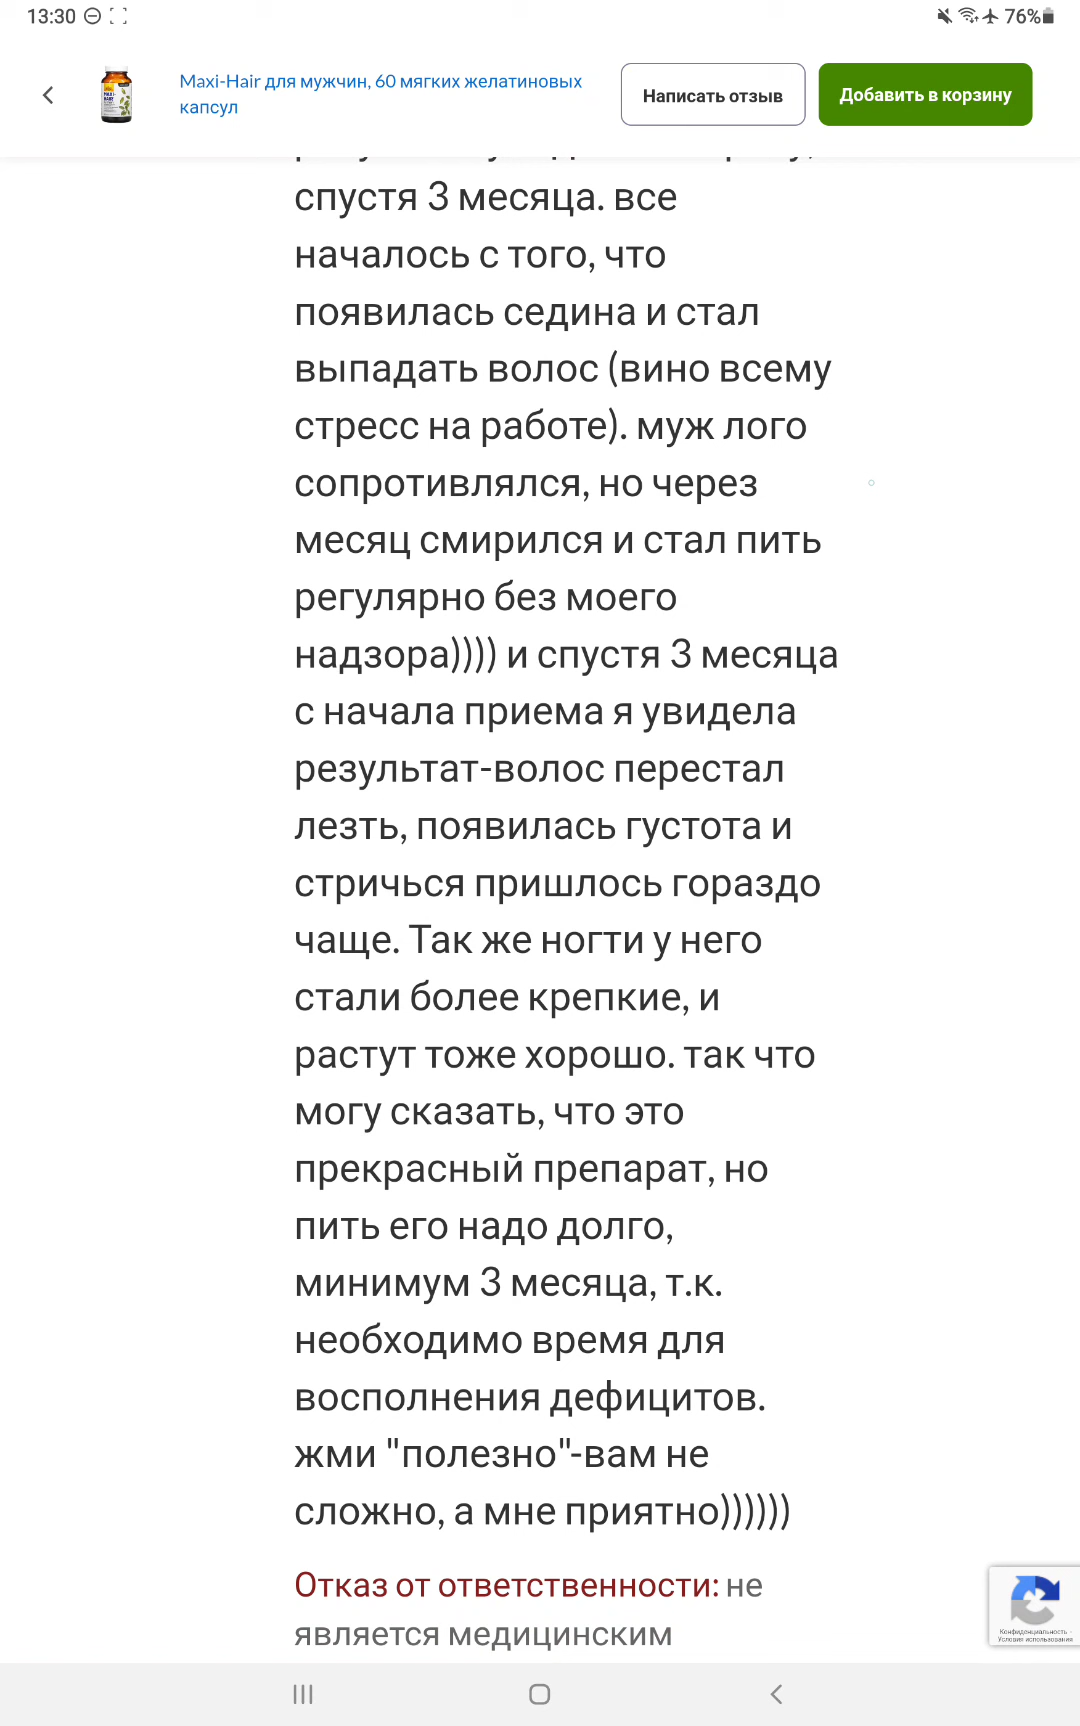 13:30
76%
Maxi-Hair для мужчин, 60 мягких желатиновых
капсул
Написать отзыв
Добавить в корзину
спустя 3 месяца. все
началось с того, что
появилась седина и стал
выпадать волос (вино всему
стресс на работе). муж лого
сопротивлялся, но через
месяц смирился и стал пить
регулярно без моего
надзора)))) и спустя 3 месяца
с начала приема я увидела
результат-волос перестал
лезть, появилась густота и
стричься пришлось гораздо
чаще. Так же ногти у него
стали более крепкие, и
растут тоже хорошо. так что
могу сказать, что это
прекрасный препарат, но
пить его надо долго,
минимум 3 месяца, т.к.
необходимо время для
восполнения дефицитов.
жми "полезно"-вам не
сложно, а мне приятно))))))
Отказ от ответственности: не
является медицинским
Конфиденциальность -
Условия использования